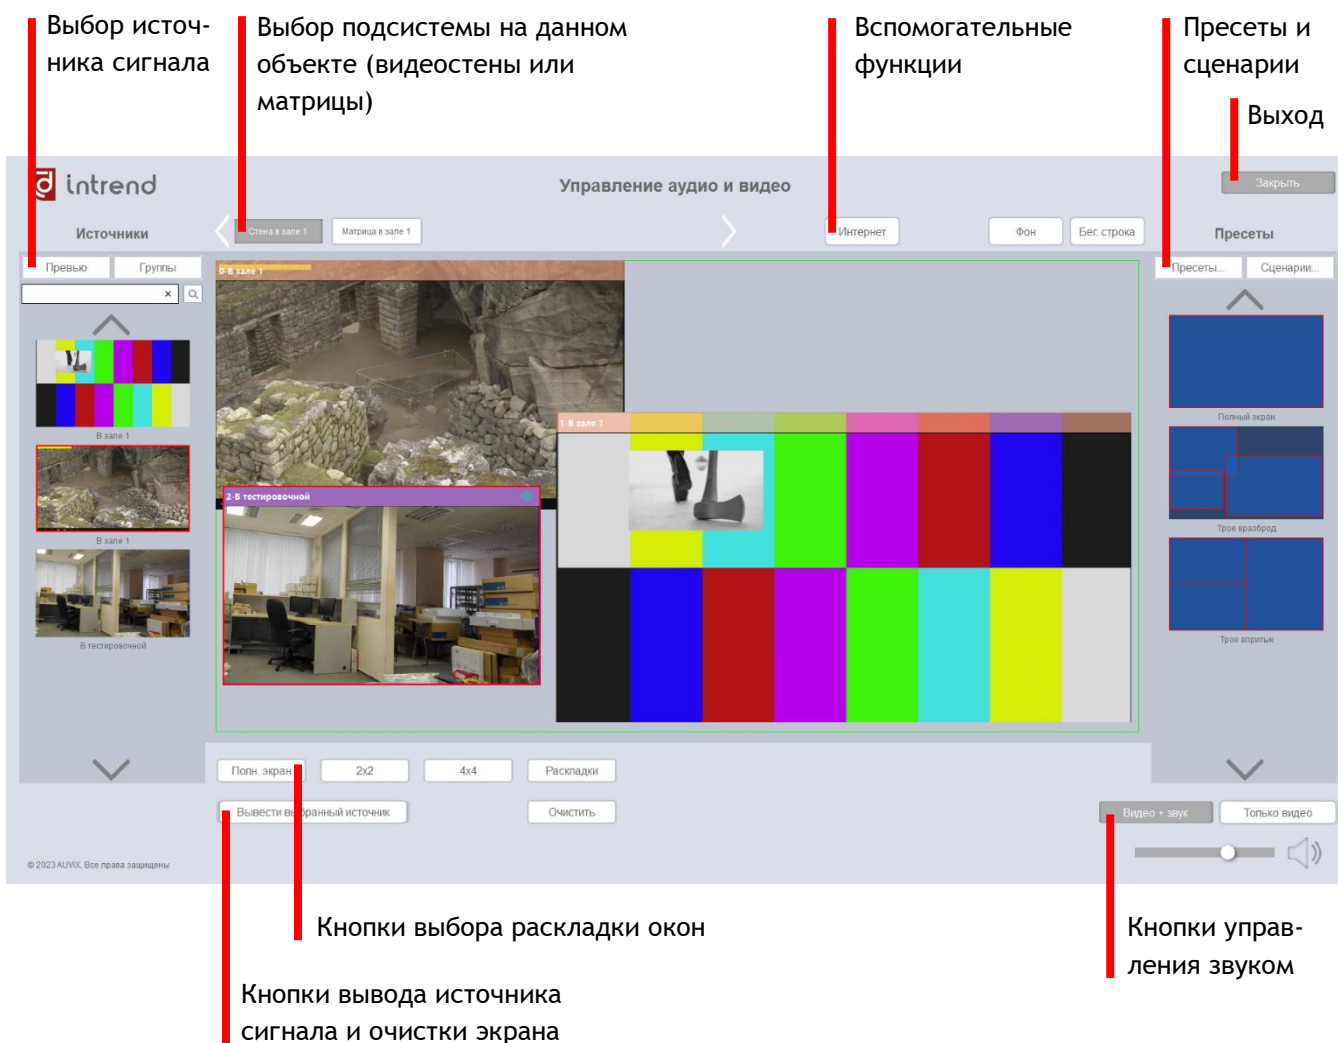 Выбор источ-
ника сигнала
Выбор подсистемы на данном
объекте (видеостены или
матрицы)
Вспомогательные
функции
Пресеты и
сценарии
Выход
intrend
Управление аудио и видео
Закрыть
Источники
Стена в зале 1
Матрица в зале 1
Интернет
Фон
Бег. строка
Пресеты
Превью
Группы
0-В зале 1
Пресеты...
Сценарии...
x
В зале 1
В зале 1
В тестировочной
1-В зале 1
2-В тестировочной
Полный экран
Трое вразброд
Трое впритык
Полн. экран
2x2
4x4
Раскладки
Вывести выбранный источник
Очистить
Видео + звук
Только видео
© 2023 AUVIX, Все права защищены
Кнопки выбора раскладки окон
Кнопки управ-
ления звуком
Кнопки вывода источника
сигнала и очистки экрана